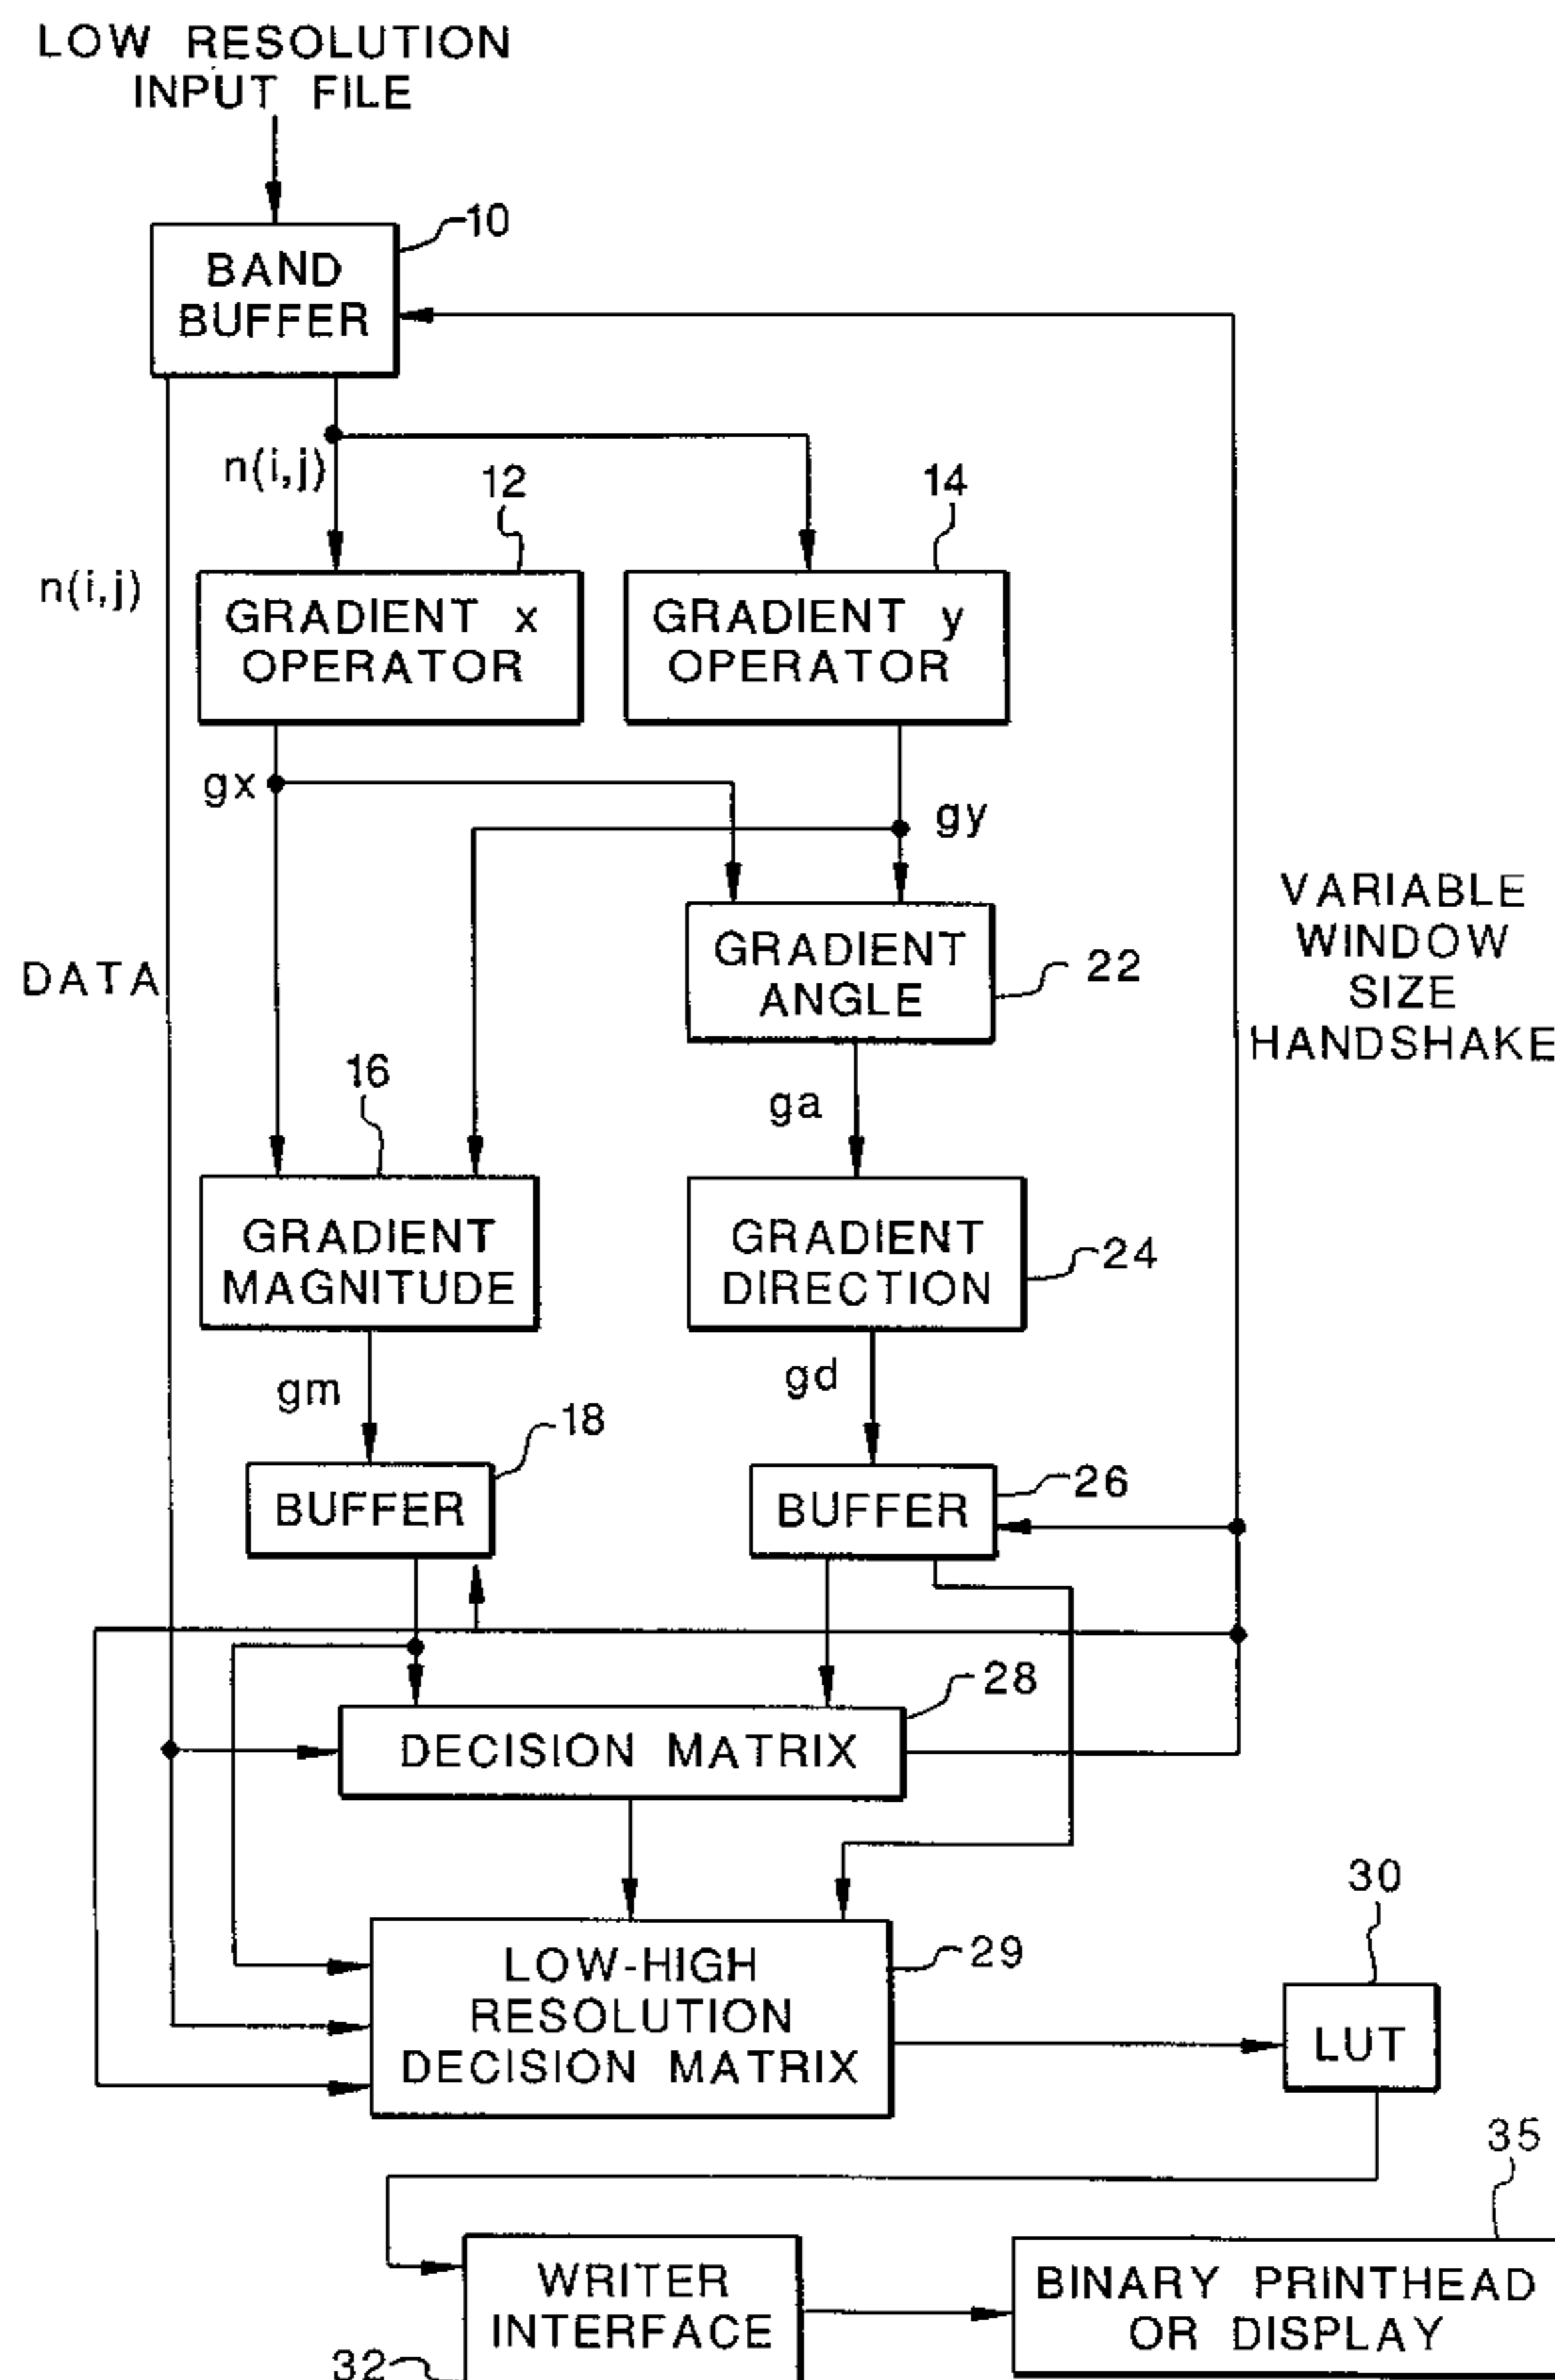 LOW RESOLUTION
INPUT FILE
10
BAND
BUFFER
n(i,j)
12
14
n(i,j)
GRADIENT x
OPERATOR
GRADIENT y
OPERATOR
gx
gy
VARIABLE
WINDOW
SIZE
HANDSHAKE
DATA
GRADIENT
ANGLE
22
16
ga
GRADIENT
MAGNITUDE
GRADIENT
DIRECTION
24
gm
gd
18
BUFFER
BUFFER
26
28
DECISION MATRIX
30
LOW-HIGH
RESOLUTION
DECISION MATRIX
29
LUT
35
WRITER
INTERFACE
BINARY PRINTHEAD
OR DISPLAY
32